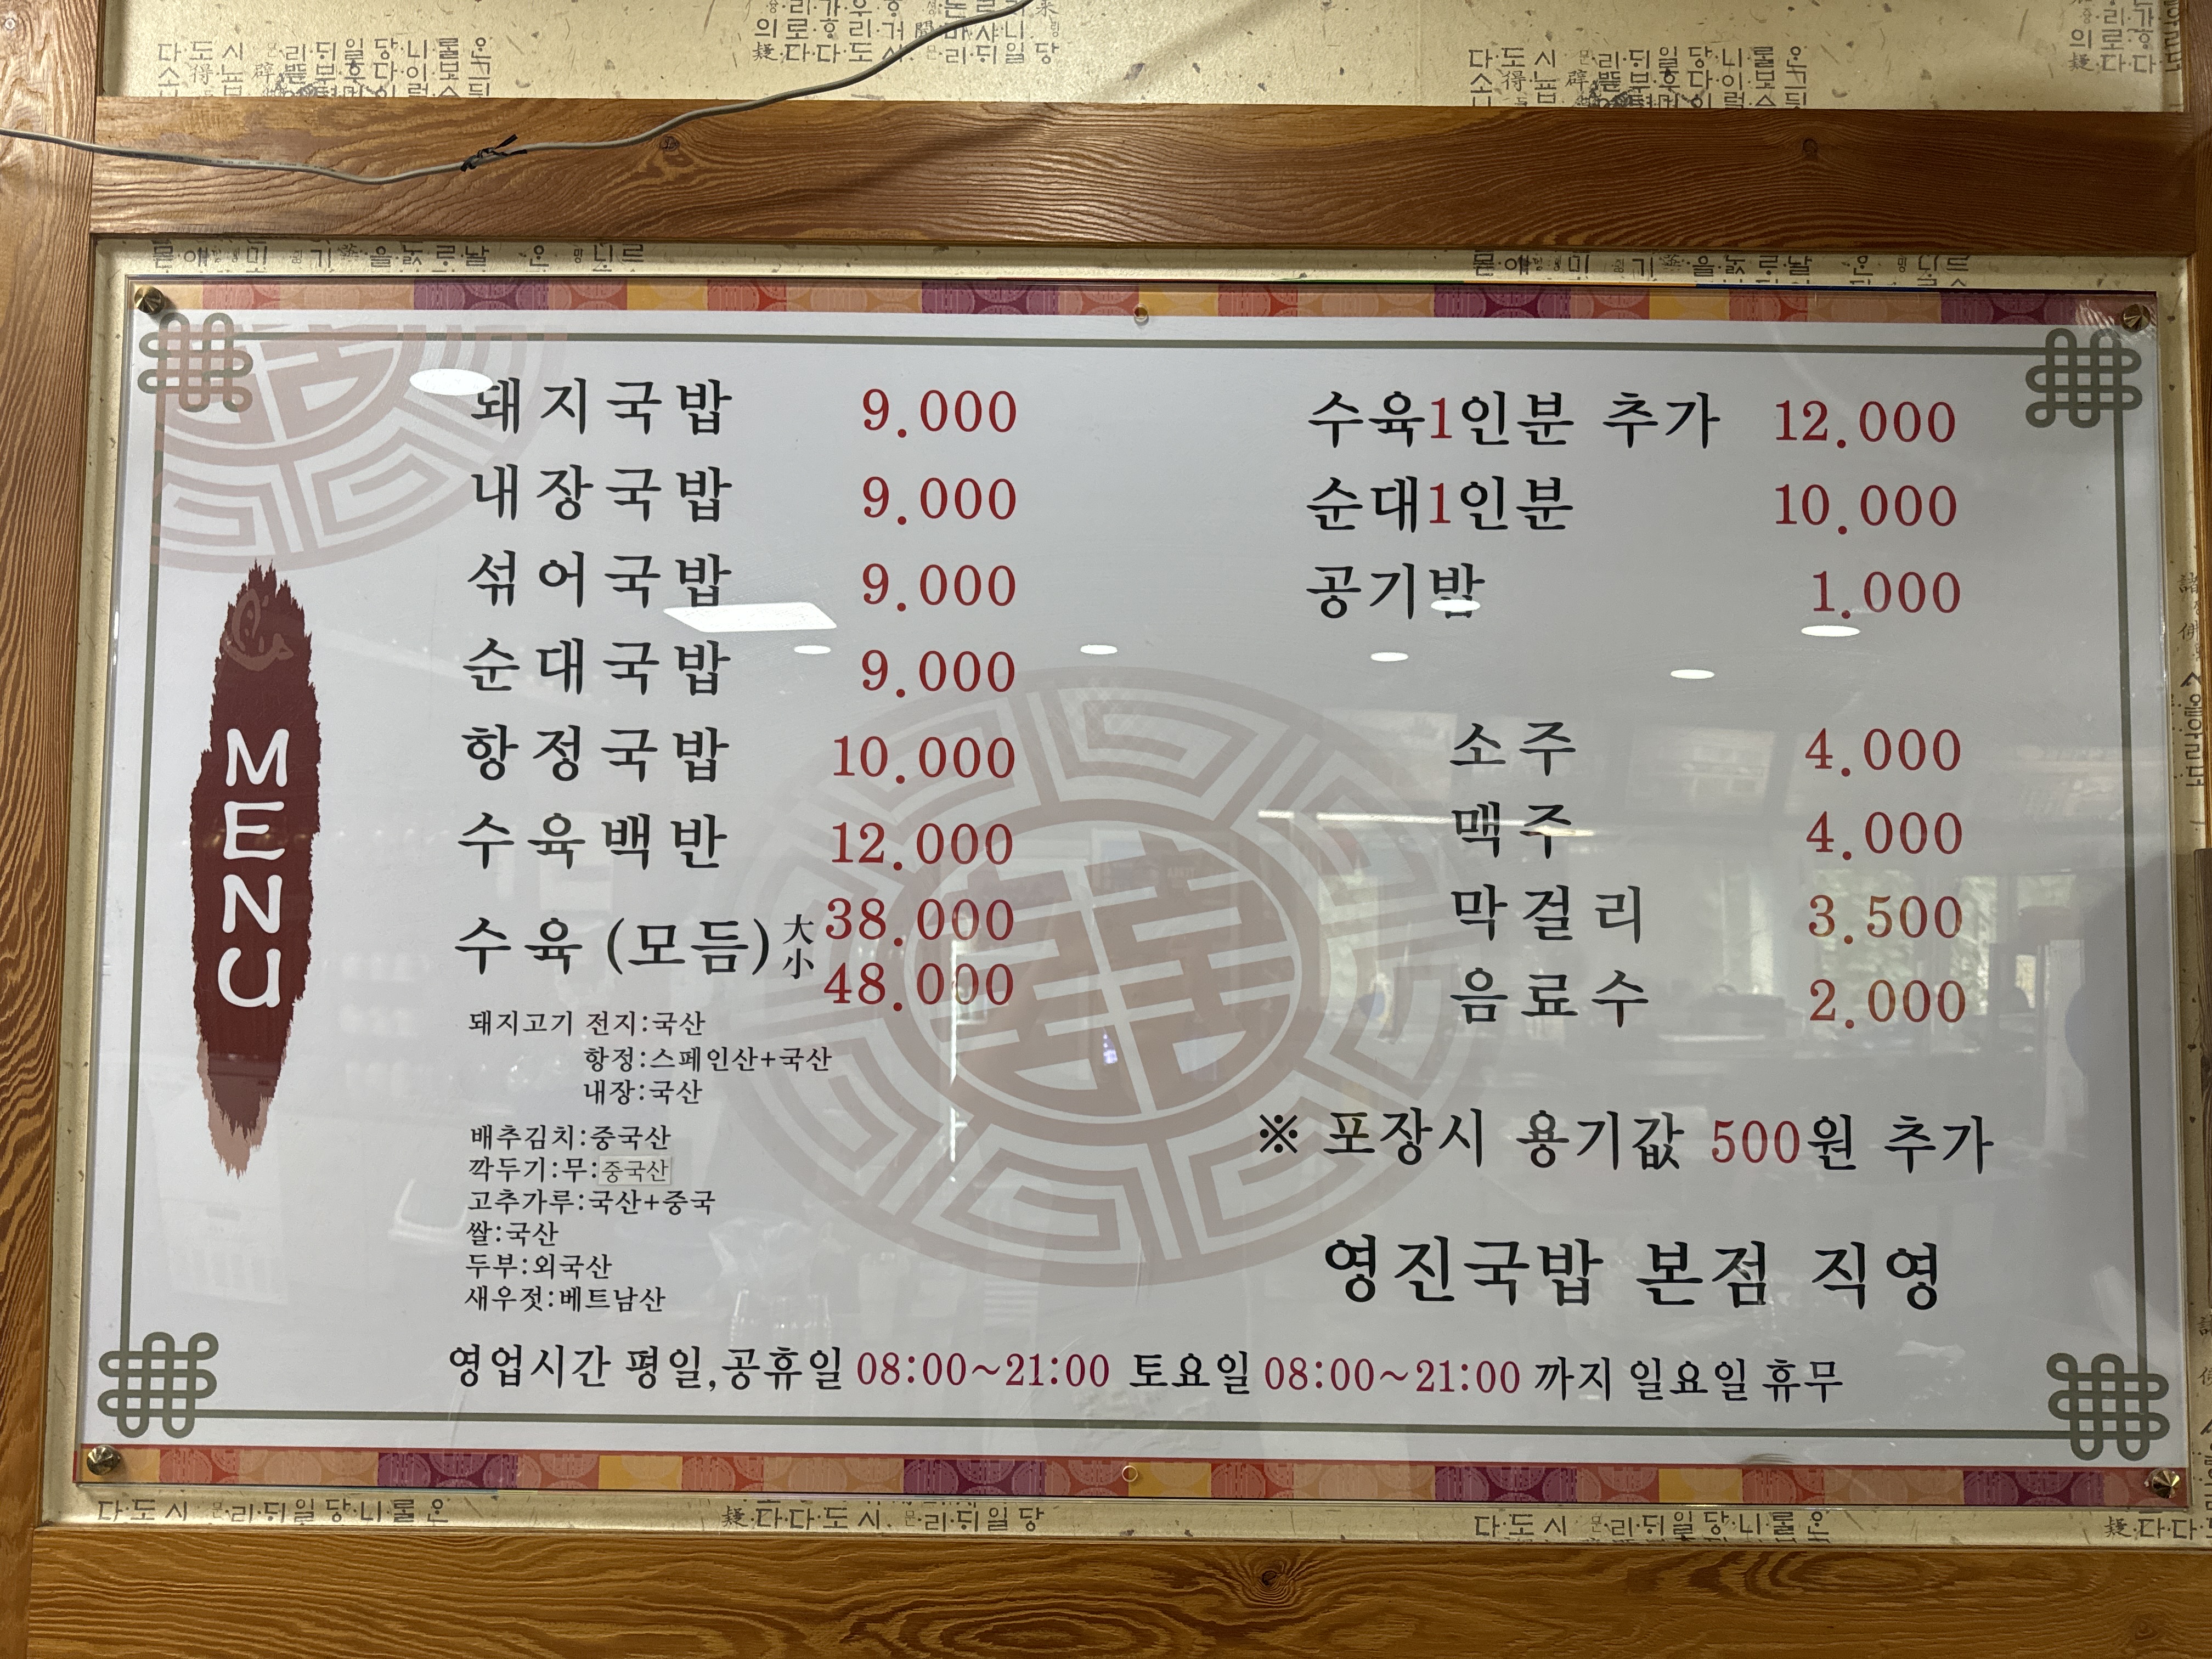 MENU
돼지국밥 9.000
내장국밥 9.000
섞어국밥 9.000
순대국밥 9.000
항정국밥 10.000
수육백반 12.000
수육(모듬) 大 38.000
小 48.000
돼지고기 전지:국산
항정:스페인산+국산
내장:국산
배추김치:중국산
깍두기:무:중국산
고추가루:국산+중국
쌀:국산
두부:외국산
새우젓:베트남산
수육1인분 추가 12.000
순대1인분 10.000
공기밥 1.000
소주 4.000
맥주 4.000
막걸리 3.500
음료수 2.000
※ 포장시 용기값 500원 추가
영진국밥 본점 직영
영업시간 평일,공휴일 08:00~21:00 토요일 08:00~21:00 까지 일요일 휴무